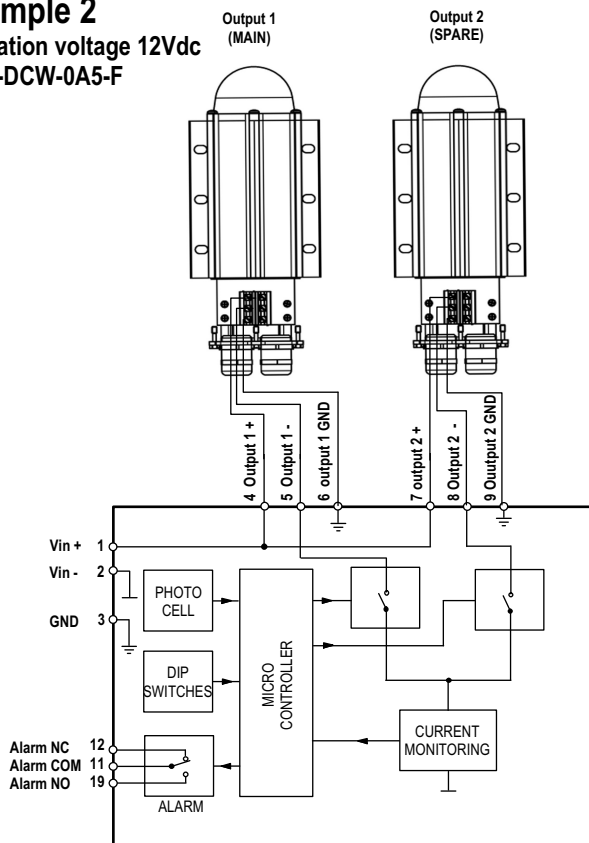 mple 2
ation voltage 12Vdc
-DCW-0A5-F
Output 1
(MAIN)
Output 2
(SPARE)
4 Output 1 +
5 Output 1 -
6 output 1 GND
7 output 2 +
8 Output 2 -
9 Ouutput 2 GND
Vin + 1
Vin - 2
GND 3
PHOTO
CELL
DIP
SWITCHES
MICRO
CONTROLLER
CURRENT
MONITORING
Alarm NC 12
Alarm COM 11
Alarm NO 19
ALARM